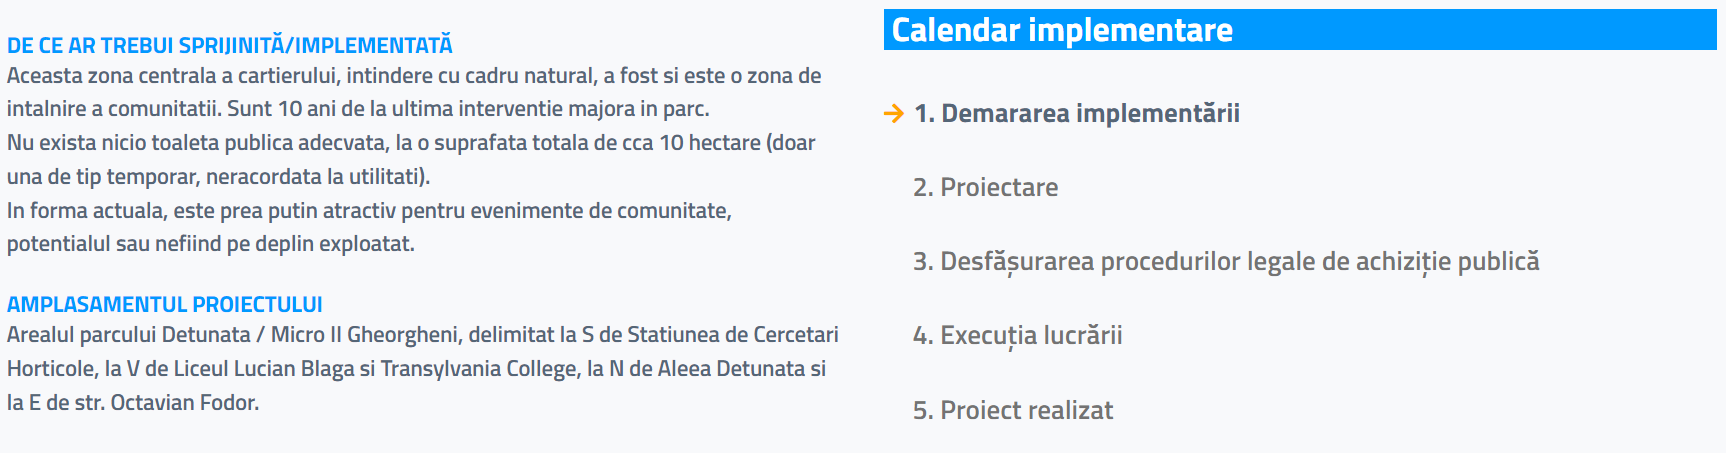 DE CE AR TREBUI SPRIJINITĂ/IMPLEMENTATĂ
Aceasta zona centrala a cartierului, intindere cu cadru natural, a fost si este o zona de
intalnire a comunitatii. Sunt 10 ani de la ultima interventie majora in parc.
Nu exista nicio toaleta publica adecvata, la o suprafata totala de cca 10 hectare (doar
una de tip temporar, neracordata la utilitati).
In forma actuala, este prea putin atractiv pentru evenimente de comunitate,
potentialul sau nefiind pe deplin exploatat.
AMPLASAMENTUL PROIECTULUI
Arealul parcului Detunata / Micro II Gheorgheni, delimitat la S de Statiunea de Cercetari
Horticole, la V de Liceul Lucian Blaga si Transylvania College, la N de Aleea Detunata si
la E de str. Octavian Fodor.
Calendar implementare
→ 1. Demararea implementării
2. Proiectare
3. Desfășurarea procedurilor legale de achiziție publică
4. Execuția lucrării
5. Proiect realizat